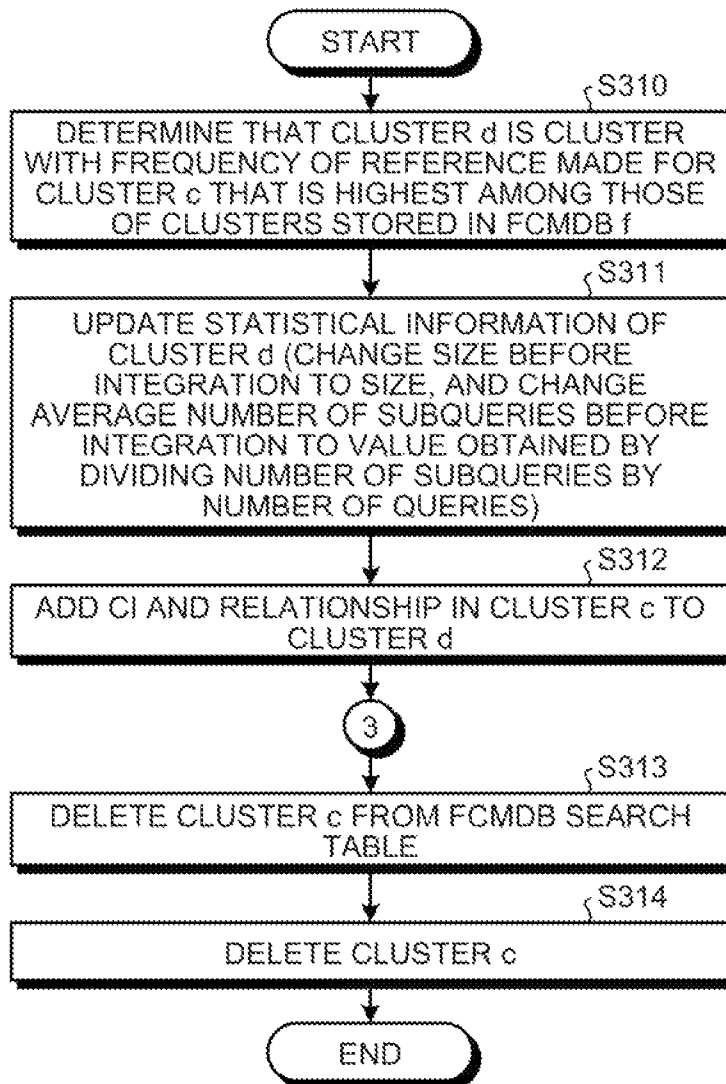 START
S310
DETERMINE THAT CLUSTER d IS CLUSTER
WITH FREQUENCY OF REFERENCE MADE FOR
CLUSTER c THAT IS HIGHEST AMONG THOSE
OF CLUSTERS STORED IN FCMDB f
S311
UPDATE STATISTICAL INFORMATION OF
CLUSTER d (CHANGE SIZE BEFORE
INTEGRATION TO SIZE, AND CHANGE
AVERAGE NUMBER OF SUBQUERIES BEFORE
INTEGRATION TO VALUE OBTAINED BY
DIVIDING NUMBER OF SUBQUERIES BY
NUMBER OF QUERIES)
S312
ADD CI AND RELATIONSHIP IN CLUSTER c TO
CLUSTER d
3
S313
DELETE CLUSTER c FROM FCMDB SEARCH
TABLE
S314
DELETE CLUSTER c
END